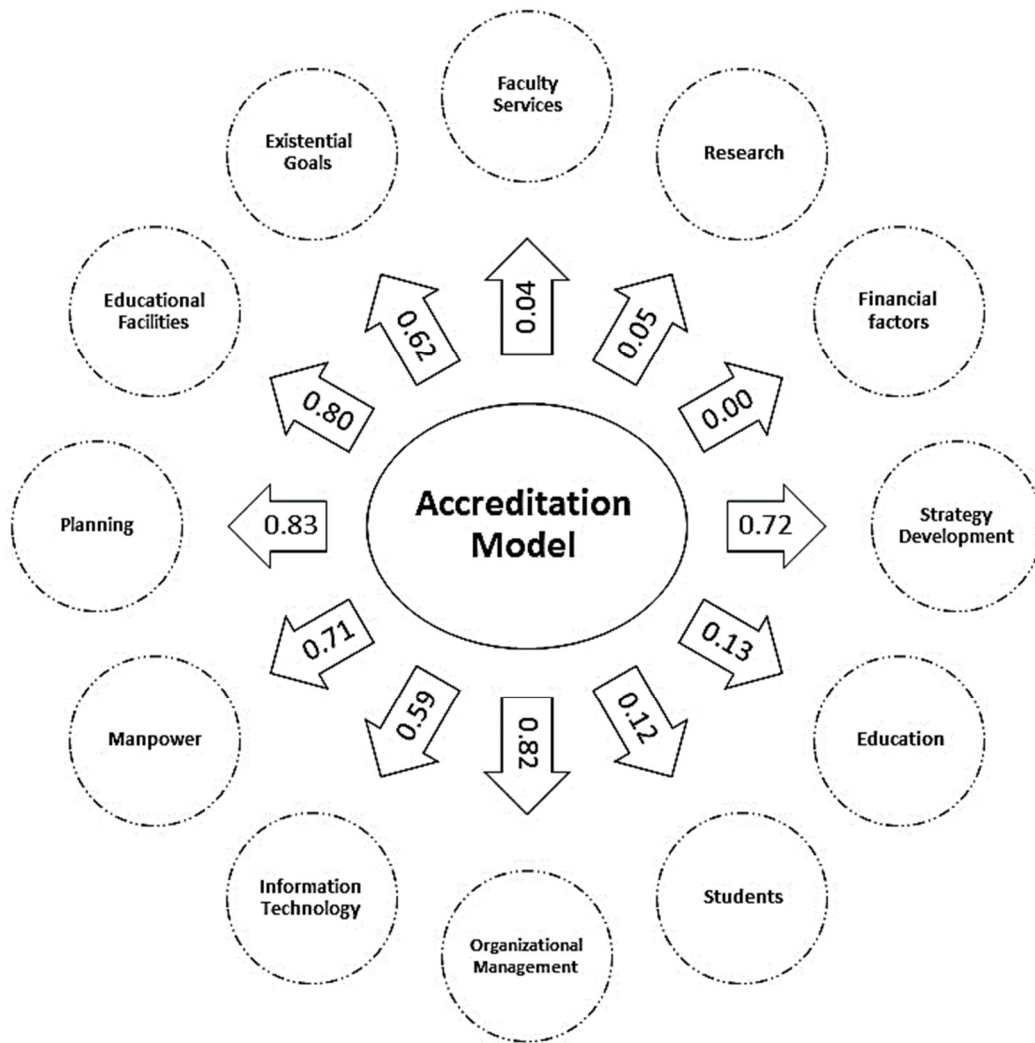 Faculty
Services
Existential
Goals
Research
Educational
Facilities
Financial
factors
0.04
0.62
0.05
0.80
0.00
Accreditation
Model
Planning
0.83
0.72
Strategy
Development
0.71
0.13
0.59
0.12
0.82
Manpower
Education
Information
Technology
Students
Organizational
Management